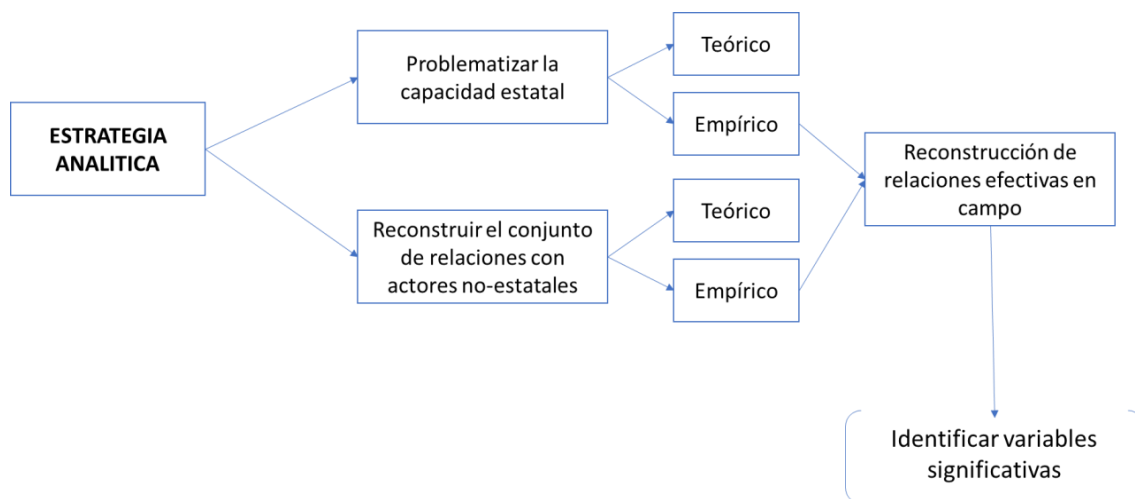 ESTRATEGIA
ANALITICA
Problematizar la
capacidad estatal
Teórico
Empírico
Reconstruir el conjunto
de relaciones con
actores no-estatales
Teórico
Empírico
Reconstrucción de
relaciones efectivas en
campo
Identificar variables
significativas